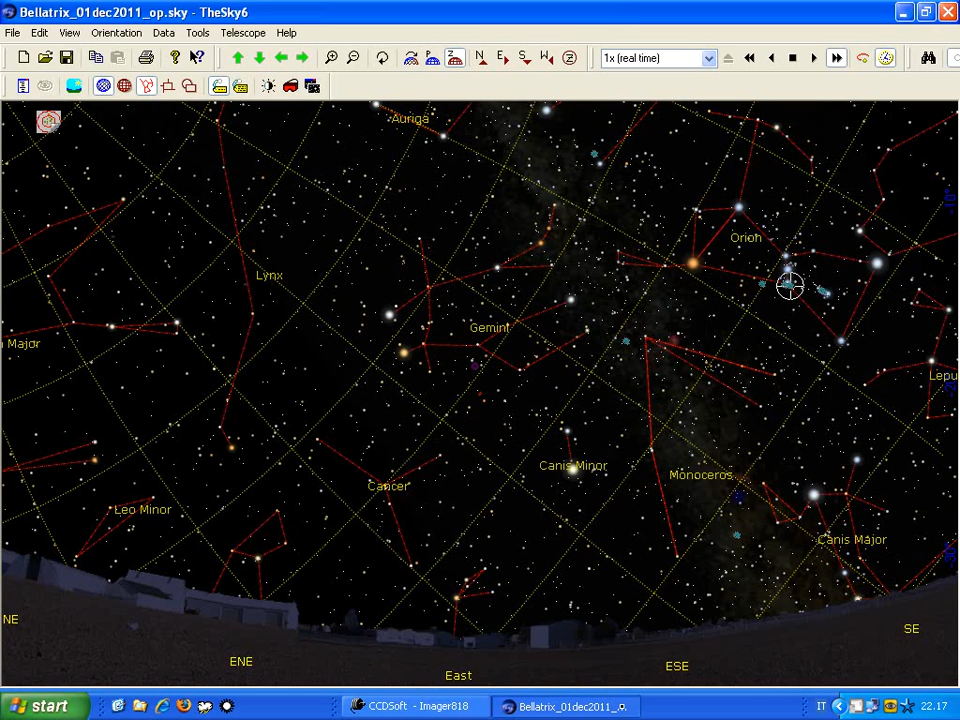 Bellatrix_01dec2011_op.sky - TheSky6
File Edit View Orientation Data Tools Telescope Help
N E S W Z 1x (real time)
Auriga
Orion
Lynx
Gemini
Major
Lepu
Canis Minor
Monoceros
Cancer
Leo Minor
Canis Major
NE
SE
ENE
ESE
East
start CCDSoft - Imager818 Bellatrix_01dec2011_o. IT 22.17